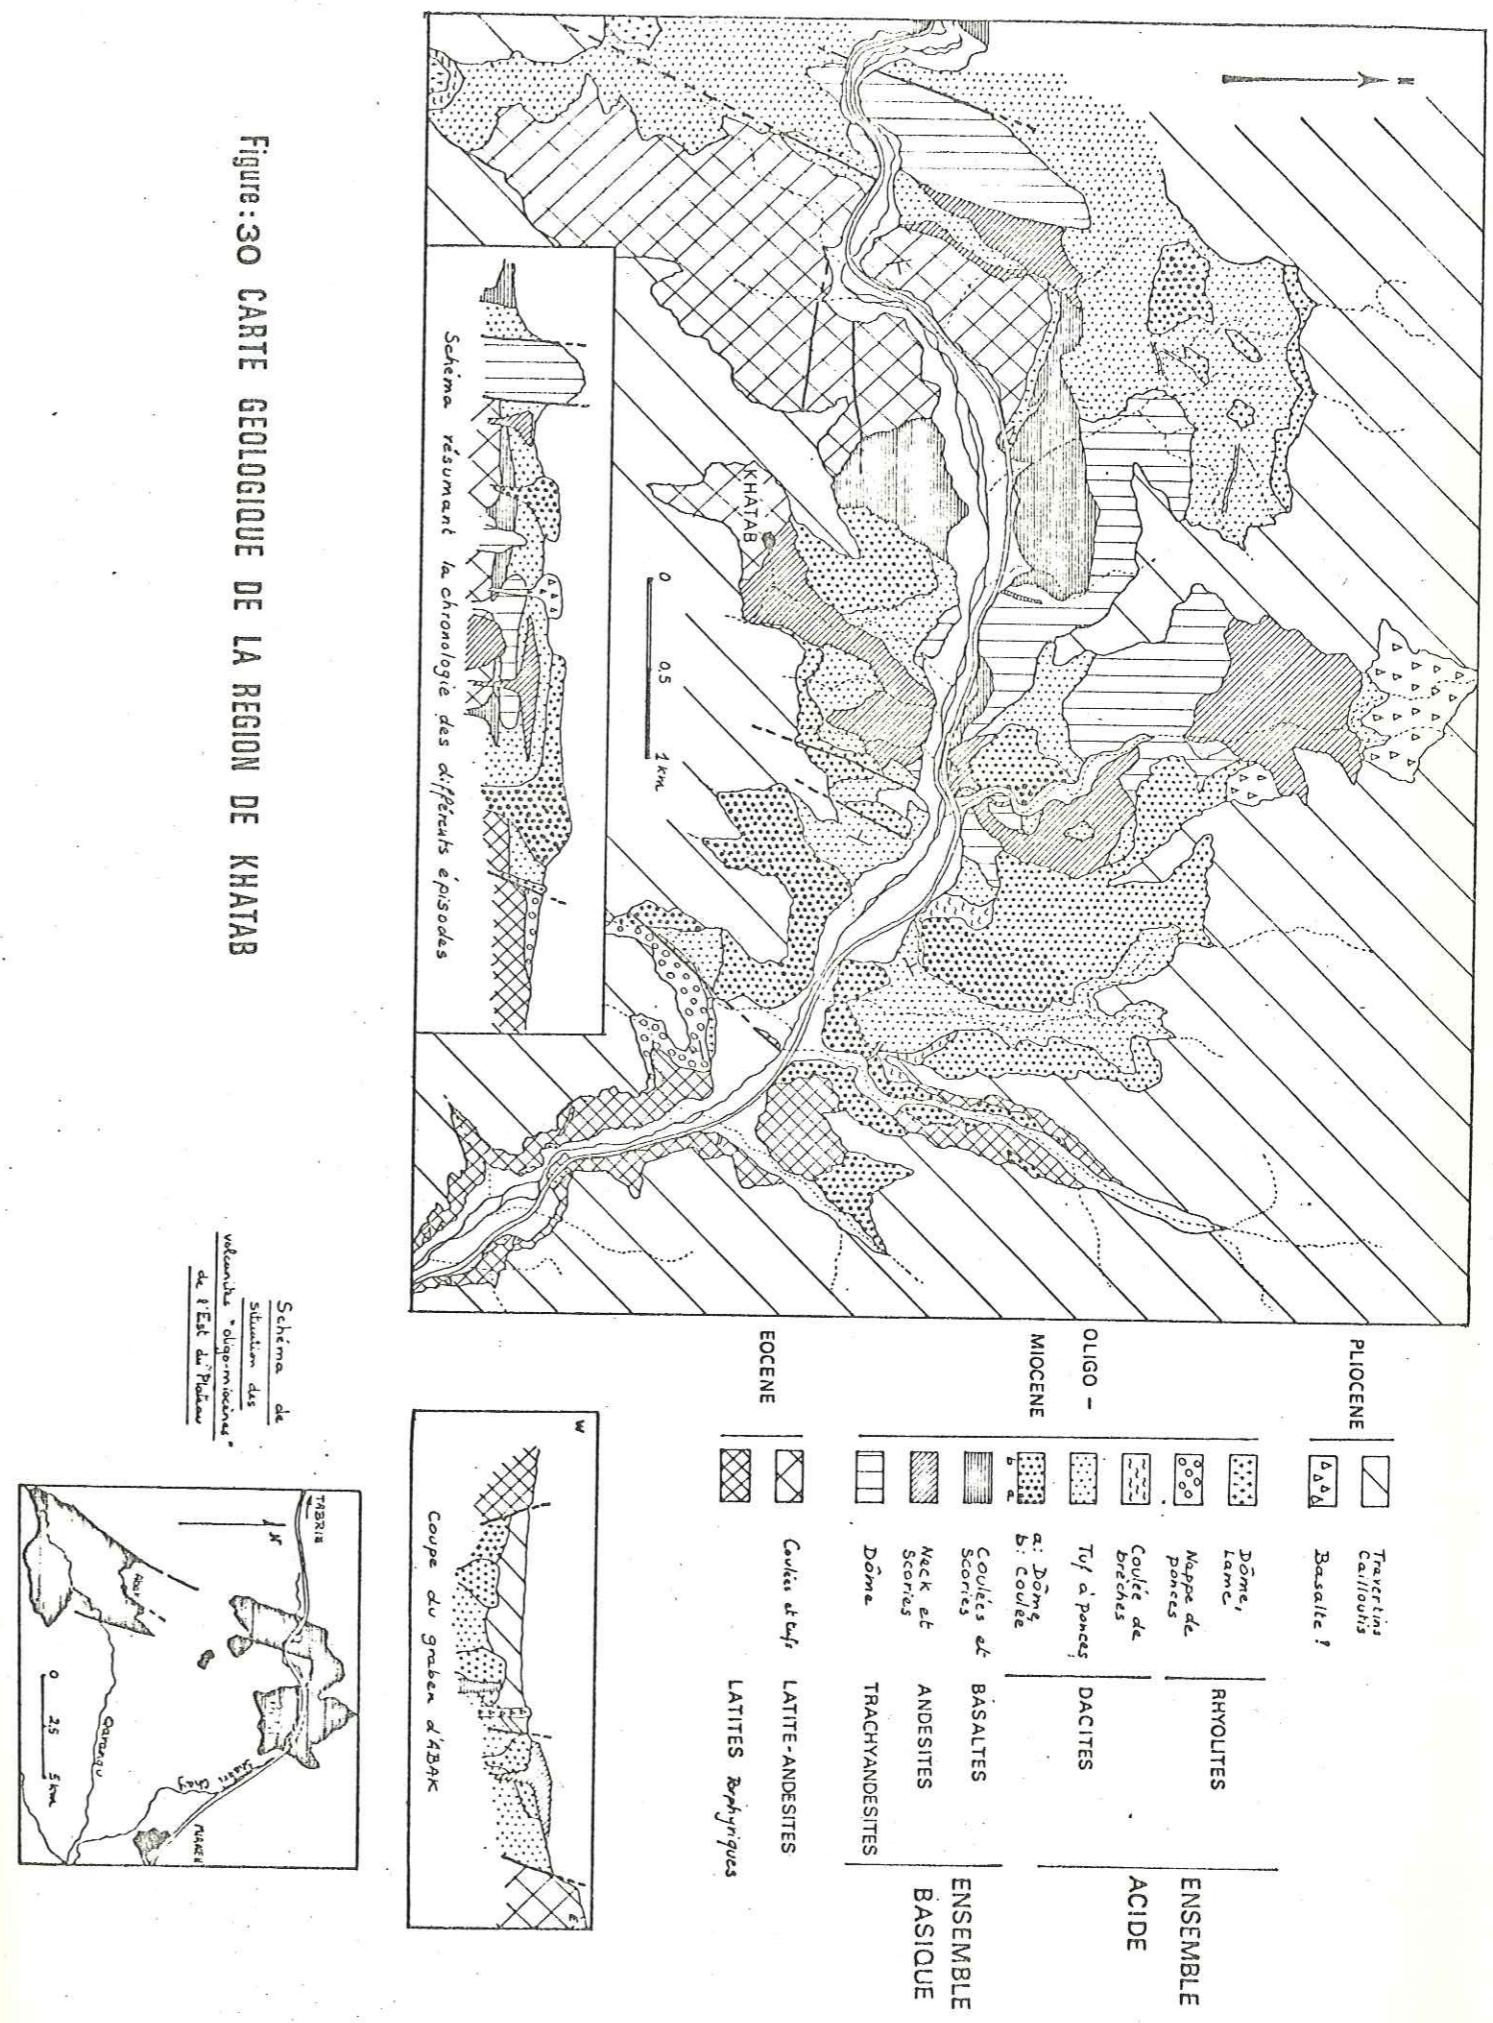 N
KHATAB
0 0,5 1 km
Schéma résumant la chronologie des différents épisodes
PLIOCENE
Travertins
Cailloutis
Basalte ?
OLIGO -
MIOCENE
Dôme,
Lame
Nappe de
ponces
RHYOLITES
Coulée de
brèches
Tuf à ponces
b a
a: Dôme,
b: Coulée
DACITES
ENSEMBLE
ACIDE
Coulées et
Scories
BASALTES
Neck et
Scories
ANDESITES
Dôme
TRACHYANDESITES
ENSEMBLE
BASIQUE
EOCENE
Coulées et tufs
LATITE-ANDESITES
LATITES Porphyriques
W
E
Coupe du graben d'ABAK
Figure:30 CARTE GEOLOGIQUE DE LA REGION DE KHATAB
Schéma de
situation des
volcanites "oligo-miocènes"
de l'Est du Plateau
TABRIZ
N
Qarangu
Chay
0 2,5 5 km